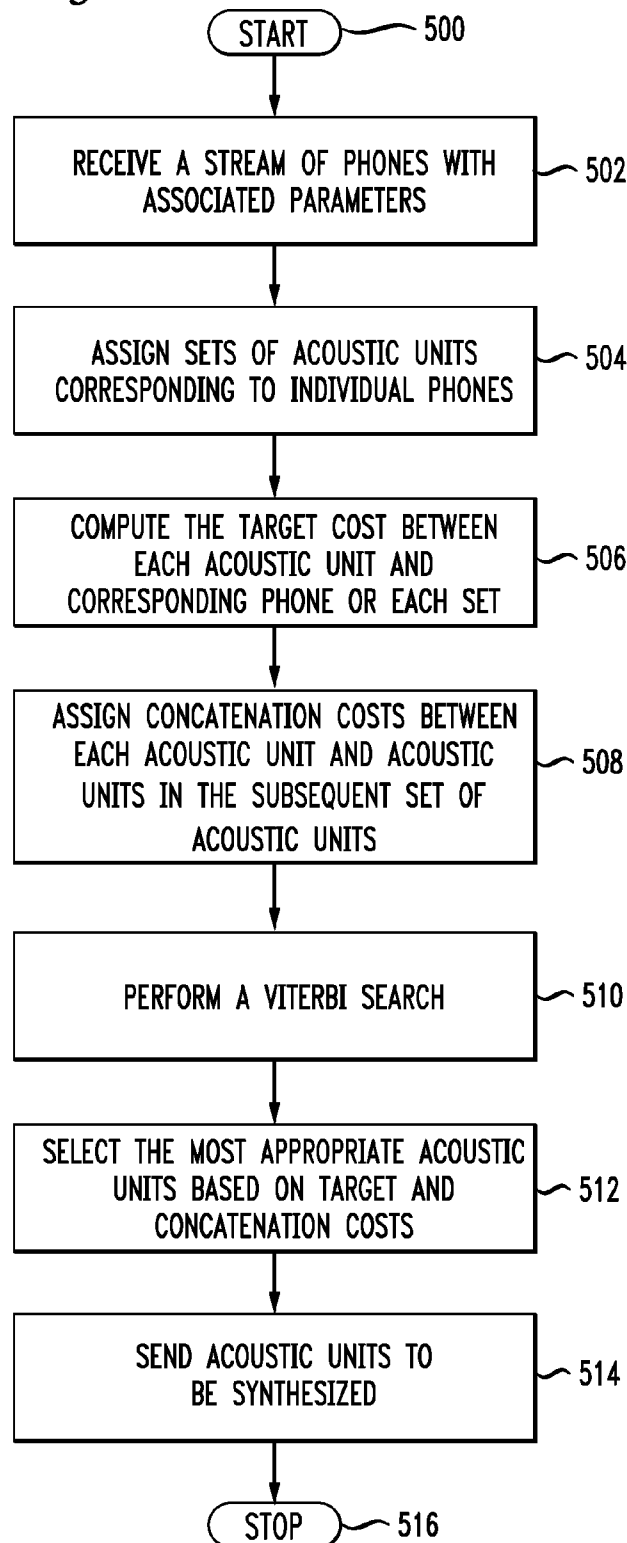 START
500
RECEIVE A STREAM OF PHONES WITH
ASSOCIATED PARAMETERS
502
ASSIGN SETS OF ACOUSTIC UNITS
CORRESPONDING TO INDIVIDUAL PHONES
504
COMPUTE THE TARGET COST BETWEEN
EACH ACOUSTIC UNIT AND
CORRESPONDING PHONE OR EACH SET
506
ASSIGN CONCATENATION COSTS BETWEEN
EACH ACOUSTIC UNIT AND ACOUSTIC
UNITS IN THE SUBSEQUENT SET OF
ACOUSTIC UNITS
508
PERFORM A VITERBI SEARCH
510
SELECT THE MOST APPROPRIATE ACOUSTIC
UNITS BASED ON TARGET AND
CONCATENATION COSTS
512
SEND ACOUSTIC UNITS TO
BE SYNTHESIZED
514
STOP
516